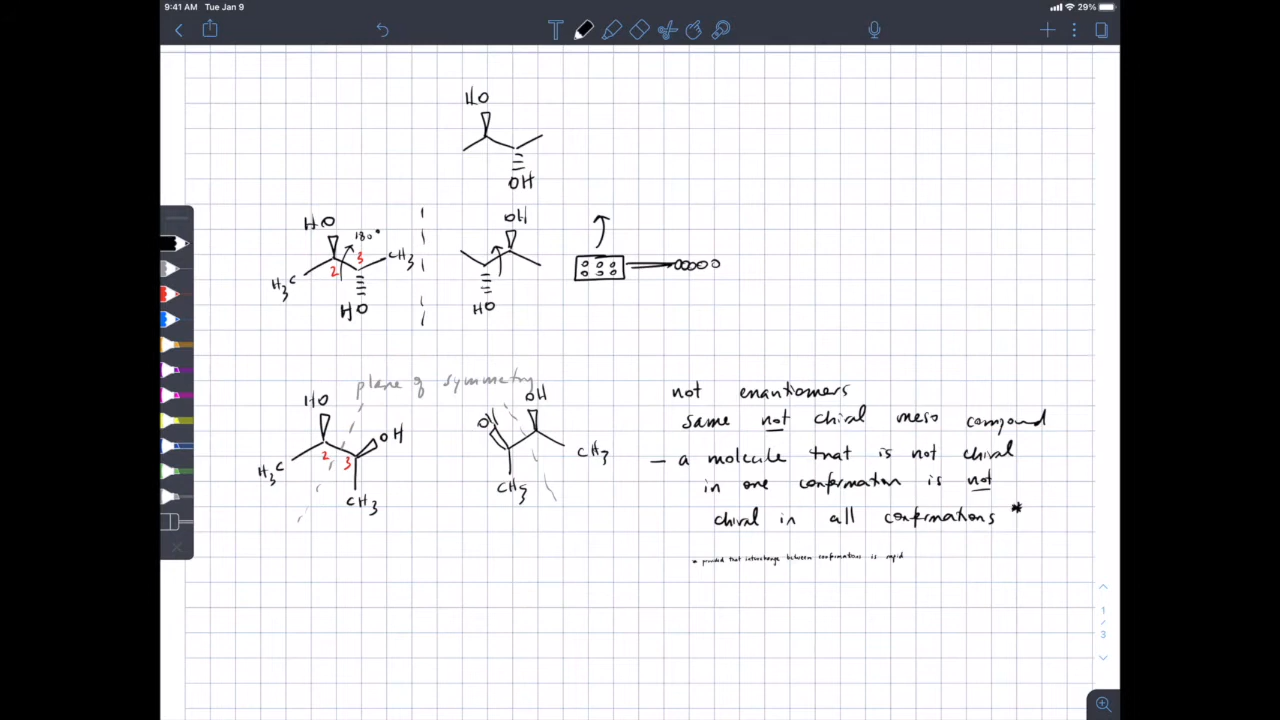 9:41 AM Tue Jan 9
29%
HO
OH
HO
180°
3
CH3
2
H3C
HO
OH
HO
plane of symmetry
HO
OH
2
3
H3C
CH3
OH
OH
CH3
CH3
not enantiomers
same not chiral meso compound
– a molecule that is not chiral
in one conformation is not
chiral in all confirmations *
* provided that interchange between conformations is rapid
1
/
3